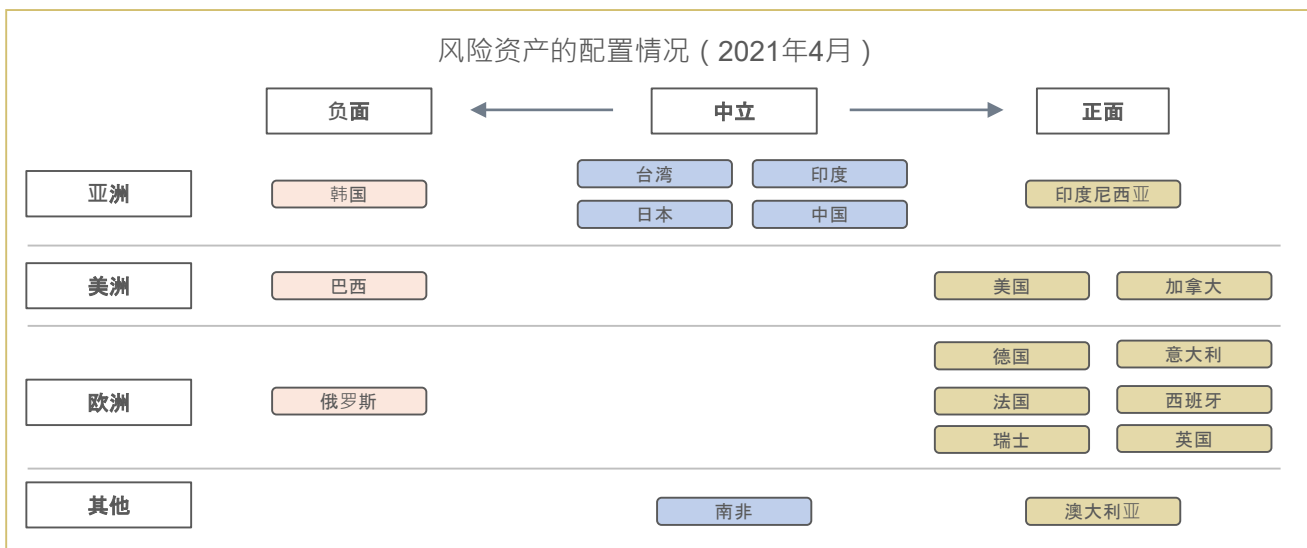 风险资产的配置情况（2021年4月）
负面
中立
正面
亚洲
韩国
台湾
印度
日本
中国
印度尼西亚
美洲
巴西
美国
加拿大
欧洲
俄罗斯
德国
意大利
法国
西班牙
瑞士
英国
其他
南非
澳大利亚